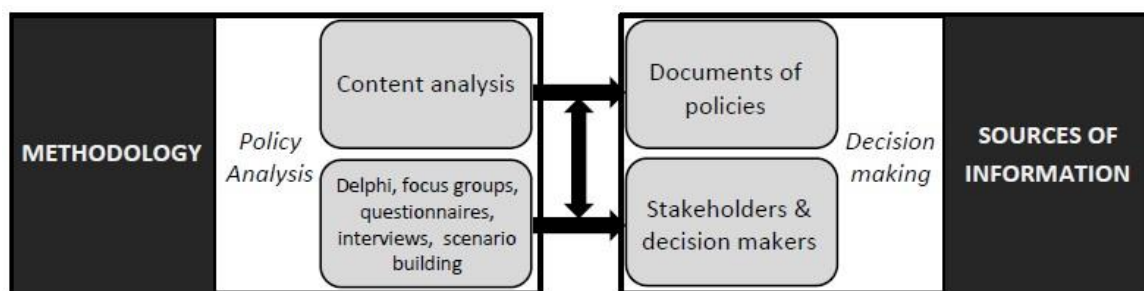 METHODOLOGY
Policy
Analysis
Content analysis
Delphi, focus groups,
questionnaires,
interviews, scenario
building
Documents of
policies
Stakeholders &
decision makers
Decision
making
SOURCES OF
INFORMATION